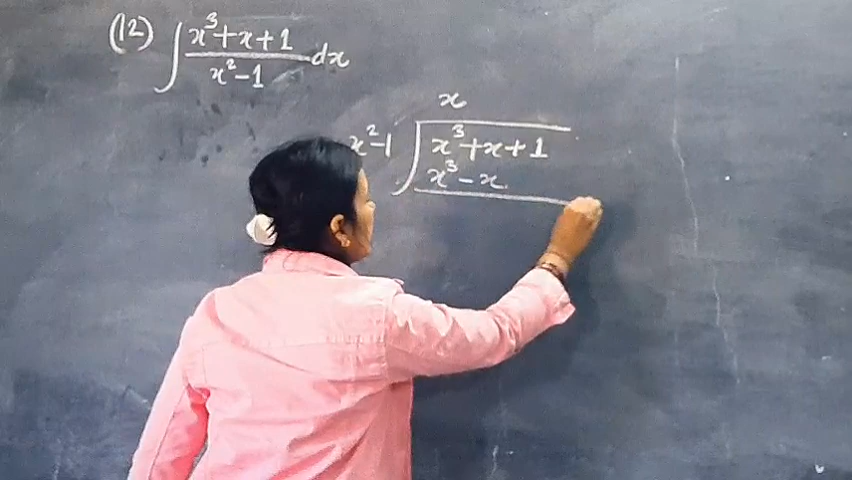 (12) ∫ x³+x+1 / x²-1 dx
x
x²-1 ) x³+x+1
x³-x